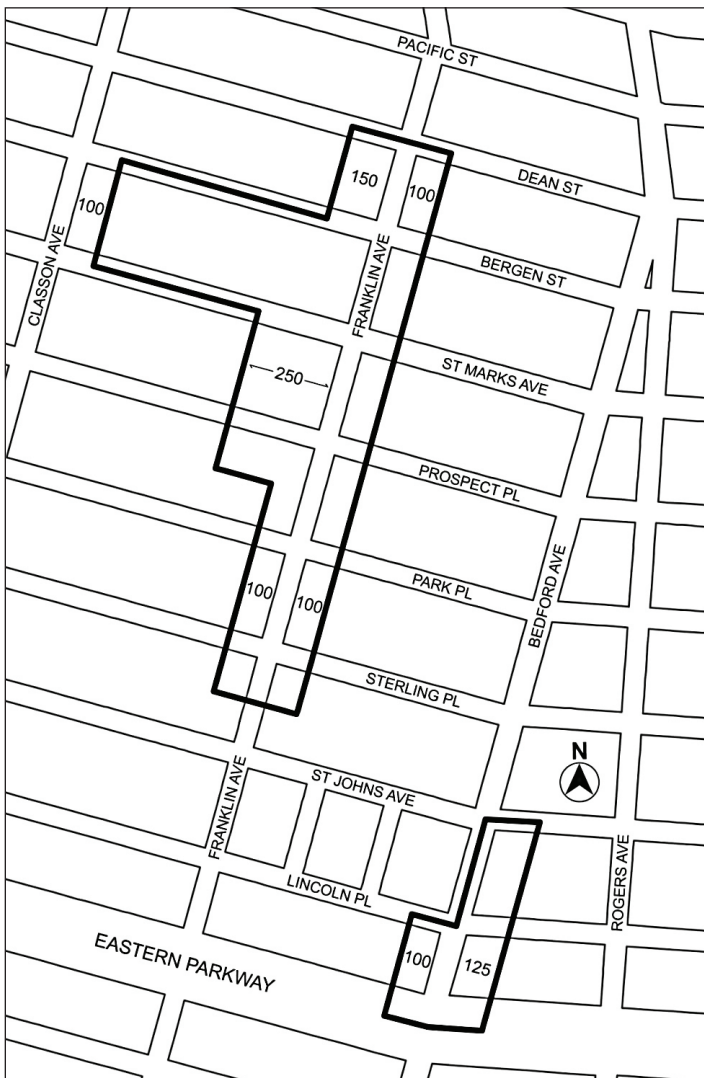 PACIFIC ST
DEAN ST
150
100
100
FRANKLIN AVE
BERGEN ST
CLASSON AVE
ST MARKS AVE
250
PROSPECT PL
BEDFORD AVE
PARK PL
100
100
STERLING PL
N
ST JOHNS AVE
FRANKLIN AVE
LINCOLN PL
ROGERS AVE
EASTERN PARKWAY
100
125